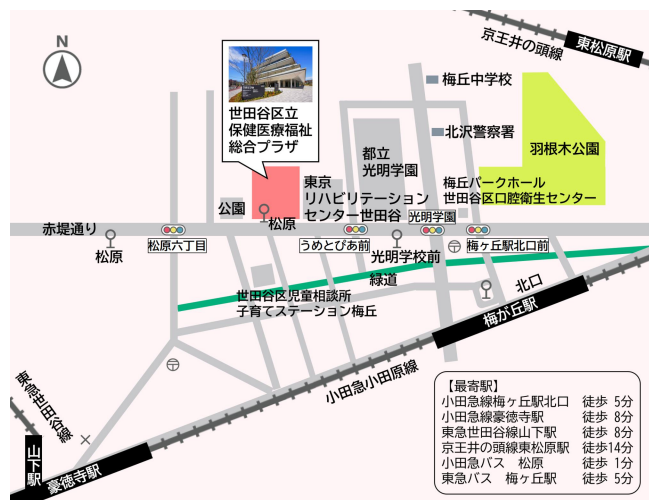 N
京王井の頭線
東松原駅
世田谷区立
保健医療福祉
総合プラザ
梅丘中学校
北沢警察署
羽根木公園
都立
光明学園
東京
リハビリテーション
センター世田谷
梅丘パークホール
世田谷区口腔衛生センター
公園
松原
光明学園
赤堤通り
松原
松原六丁目
うめとぴあ前
光明学校前
梅ヶ丘駅北口前
緑道
世田谷区児童相談所
子育てステーション梅丘
北口
梅が丘駅
小田急小田原線
東急世田谷線
山下駅
豪徳寺駅
【最寄駅】
小田急線梅ヶ丘駅北口 徒歩 5分
小田急線豪徳寺駅 徒歩 8分
東急世田谷線山下駅 徒歩 8分
京王井の頭線東松原駅 徒歩14分
小田急バス 松原 徒歩 1分
東急バス 梅ヶ丘駅 徒歩 5分